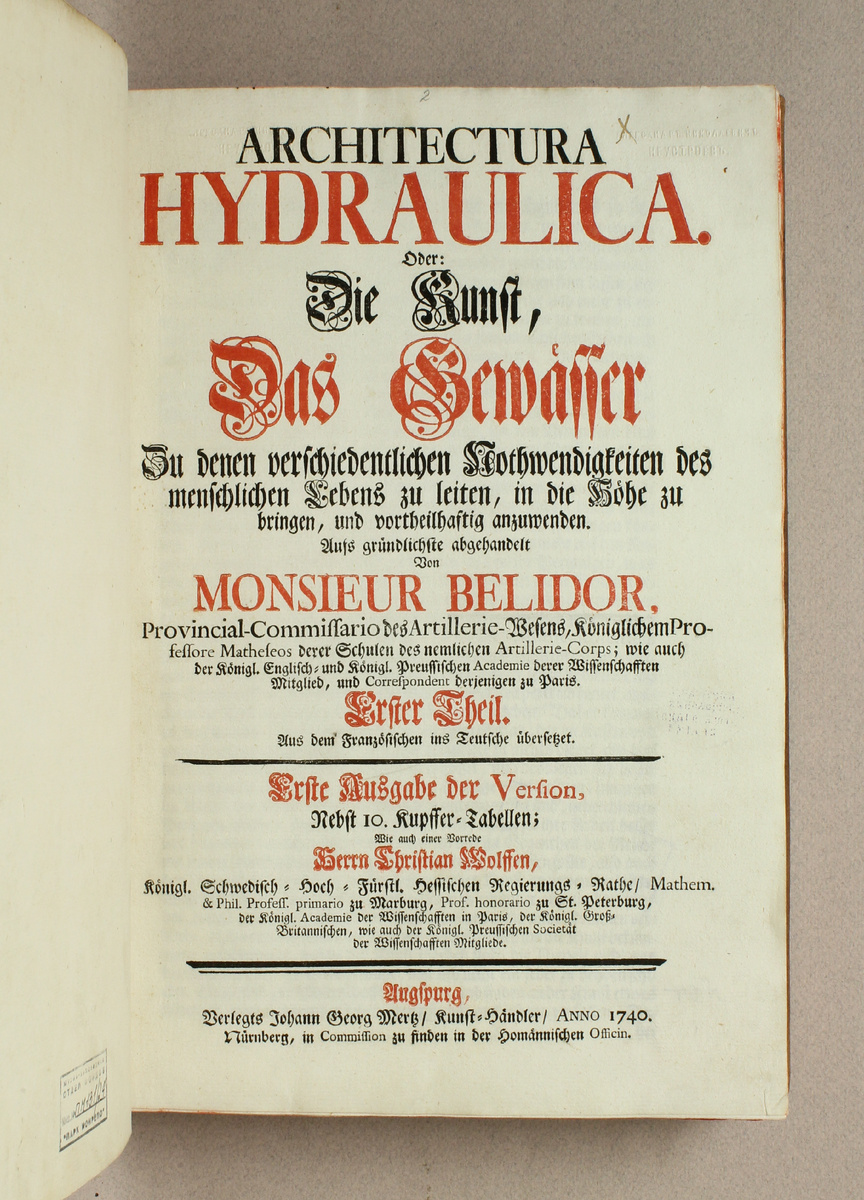 2
ARCHITECTURA
HYDRAULICA.
Oder:
Die Kunſt,
Das Gewäſſer
Zu denen verſchiedentlichen Nothwendigkeiten des
menſchlichen Lebens zu leiten, in die Höhe zu
bringen, und vortheilhaftig anzuwenden.
Aufs gründlichſte abgehandelt
Von
MONSIEUR BELIDOR,
Provincial-Commiſſario des Artillerie-Weſens, Königlichem Pro-
feſſore Matheſeos derer Schulen des nemlichen Artillerie-Corps; wie auch
der Königl. Engliſch- und Königl. Preuſſiſchen Academie derer Wiſſenſchafften
Mitglied, und Correſpondent derjenigen zu Paris.
Erſter Theil.
Aus dem Franzöſiſchen ins Teutſche überſetzet.
Erſte Ausgabe der Verſion,
Nebſt 10. Kupffer-Tabellen;
Wie auch einer Vorrede
Herrn Chriſtian Wolffen,
Königl. Schwediſch- Hoch- Fürſtl. Heſſiſchen Regierungs- Raths/ Mathem.
& Phil. Profeſſ. primario zu Marburg, Prof. honorario zu St. Peterburg,
der Königl. Academie der Wiſſenſchafften in Paris, der Königl. Groß-
Britanniſchen, wie auch der Königl. Preuſſiſchen Societät
der Wiſſenſchafften Mitgliede.
Augſpurg,
Verlegts Johann Georg Mertz/ Kunſt-Händler/ ANNO 1740.
Nürnberg, in Commiſſion zu finden in der Homänniſchen Officin.